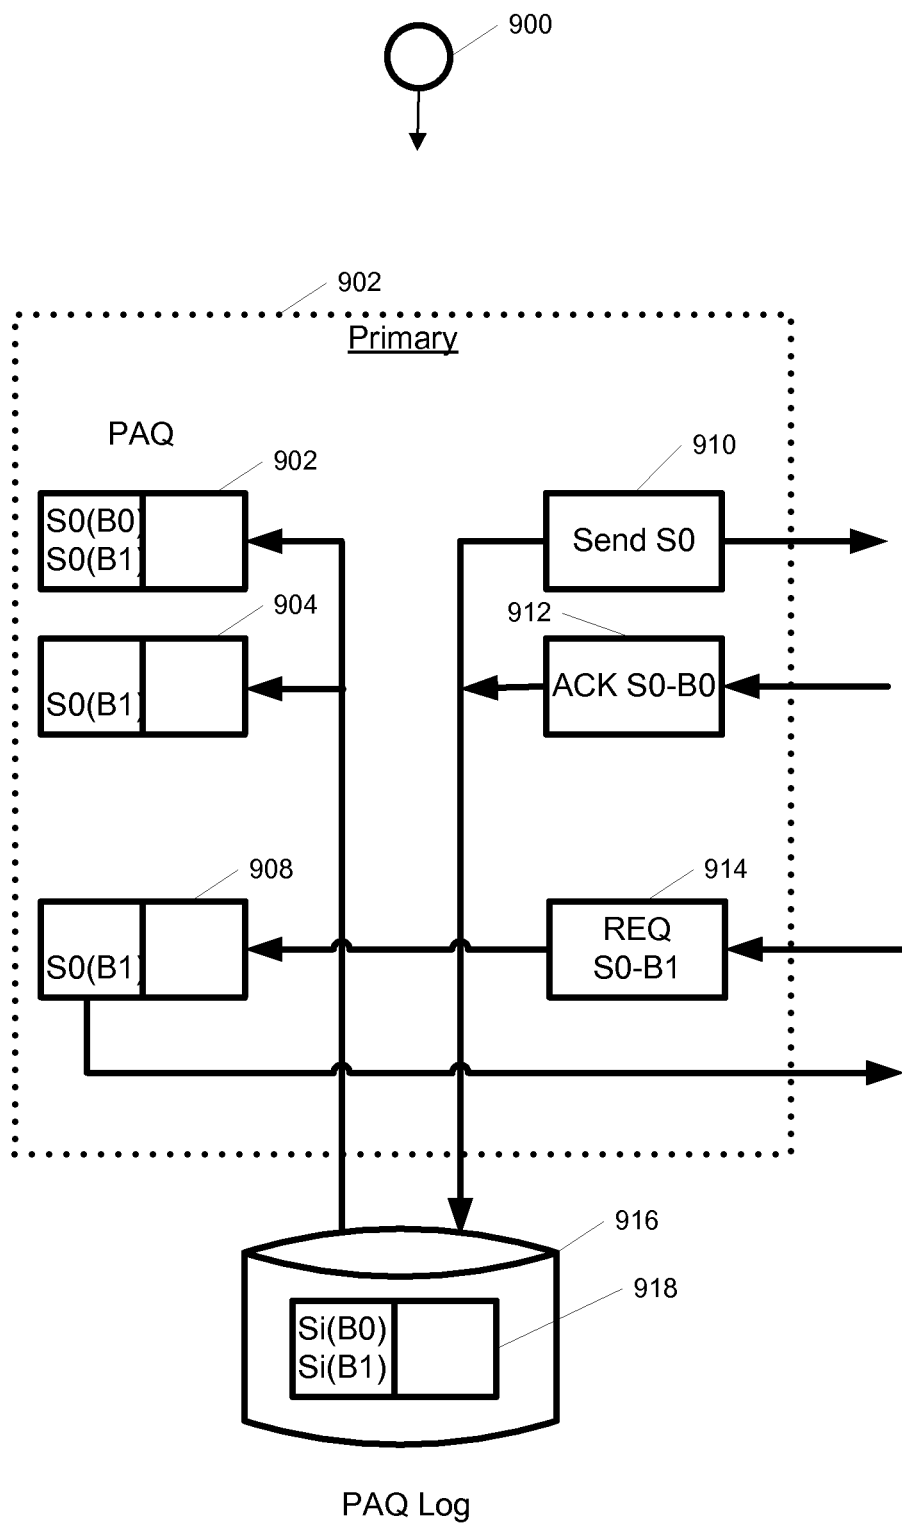 900
902
Primary
PAQ
902
910
S0(B0)
S0(B1)
Send S0
904
912
S0(B1)
ACK S0-B0
908
914
S0(B1)
REQ
S0-B1
916
918
Si(B0)
Si(B1)
PAQ Log